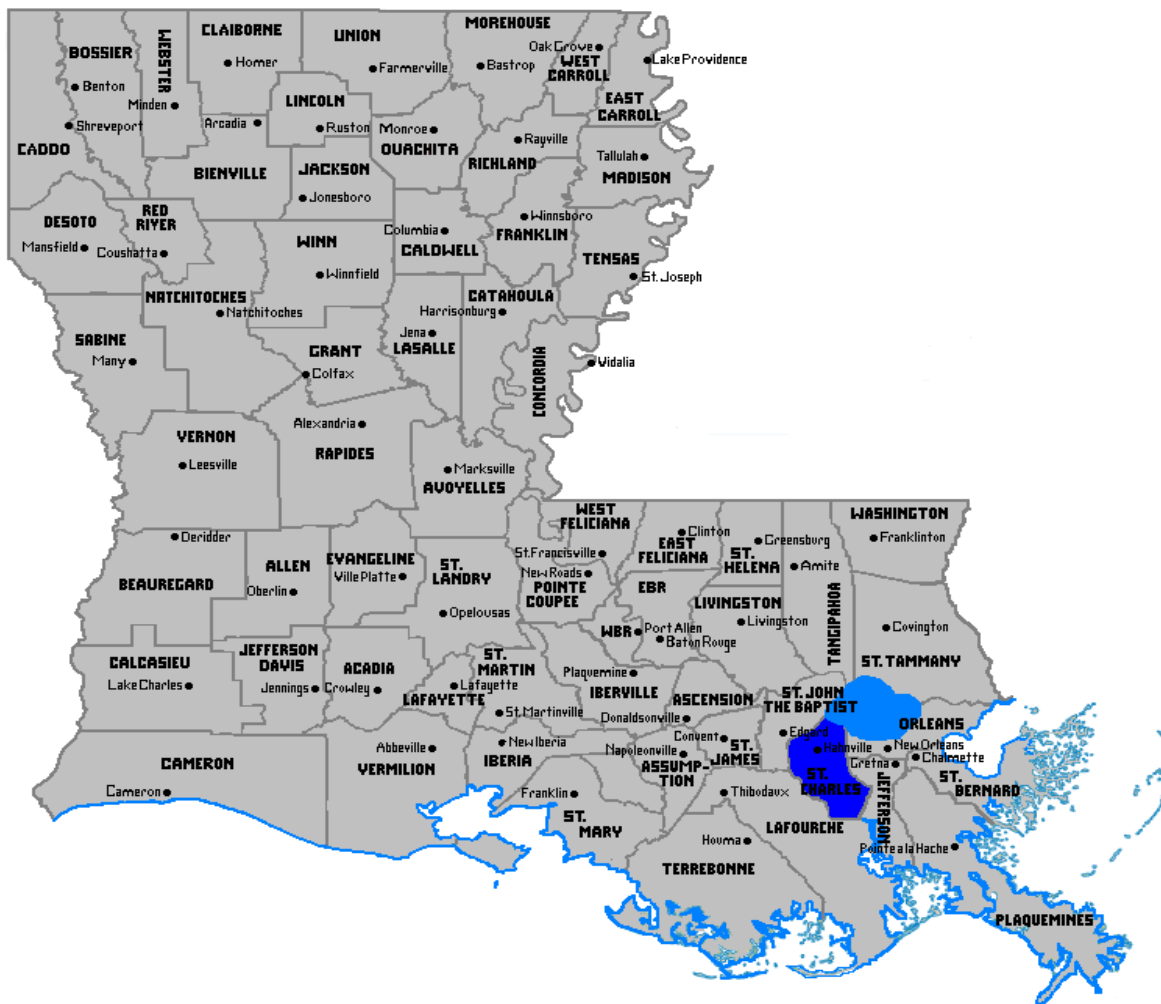 MOREHOUSE
CLAIBORNE
UNION
WEBSTER
BOSSIER
Oak Grove
WEST
CARROLL
Lake Providence
Homer
Farmerville
Bastrop
Benton
EAST
CARROLL
Minden
LINCOLN
Shreveport
Arcadia
Ruston
Monroe
OUACHITA
Rayville
CADDO
RICHLAND
Tallulah
MADISON
BIENVILLE
JACKSON
Jonesboro
RED
RIVER
DESOTO
Winnsboro
FRANKLIN
Columbia
CALDWELL
WINN
Mansfield
Coushatta
TENSAS
Winnfield
St. Joseph
NATCHITOCHES
Natchitoches
CATAHOULA
Harrisonburg
SABINE
Many
Jena
LASALLE
GRANT
Colfax
CONCORDIA
Vidalia
Alexandria
RAPIDES
VERNON
Leesville
Marksville
AVOYELLES
WEST
FELICIANA
WASHINGTON
Franklinton
Deridder
Clinton
EAST
FELICIANA
Greensburg
ST.
HELENA
St. Francisville
Amite
EVANGELINE
Ville Platte
ALLEN
Oberlin
BEAUREGARD
ST.
LANDRY
Opelousas
New Roads
POINTE
COUPEE
EBR
LIVINGSTON
Livingston
TANGIPAHOA
Covington
ST. TAMMANY
WBR
Port Allen
Baton Rouge
JEFFERSON
DAVIS
Jennings
CALCASIEU
Lake Charles
ACADIA
Crowley
ST.
MARTIN
Lafayette
LAFAYETTE
St. Martinville
Plaquemine
IBERVILLE
ASCENSION
Donaldsonville
ST. JOHN
THE BAPTIST
Edgard
ORLEANS
New Orleans
Chalmette
Gretna
Hahnville
ST.
CHARLES
Convent
ST.
JAMES
Napoleonville
ASSUMP-
TION
New Iberia
IBERIA
Abbeville
VERMILION
CAMERON
Cameron
Franklin
ST.
MARY
Thibodaux
LAFOURCHE
JEFFERSON
ST.
BERNARD
Houma
TERREBONNE
Pointe a la Hache
PLAQUEMINES